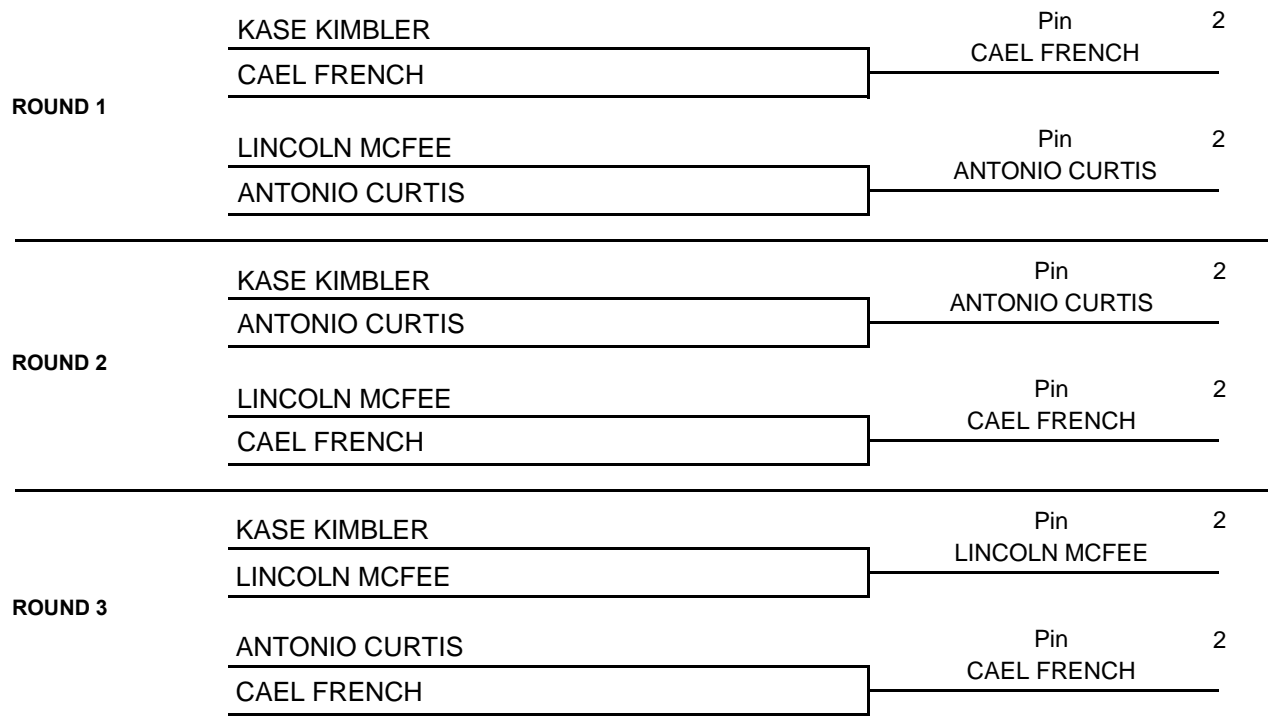 KASE KIMBLER
Pin 2
CAEL FRENCH
CAEL FRENCH
ROUND 1
LINCOLN MCFEE
Pin 2
ANTONIO CURTIS
ANTONIO CURTIS
KASE KIMBLER
Pin 2
ANTONIO CURTIS
ANTONIO CURTIS
ROUND 2
LINCOLN MCFEE
Pin 2
CAEL FRENCH
CAEL FRENCH
KASE KIMBLER
Pin 2
LINCOLN MCFEE
LINCOLN MCFEE
ROUND 3
ANTONIO CURTIS
Pin 2
CAEL FRENCH
CAEL FRENCH